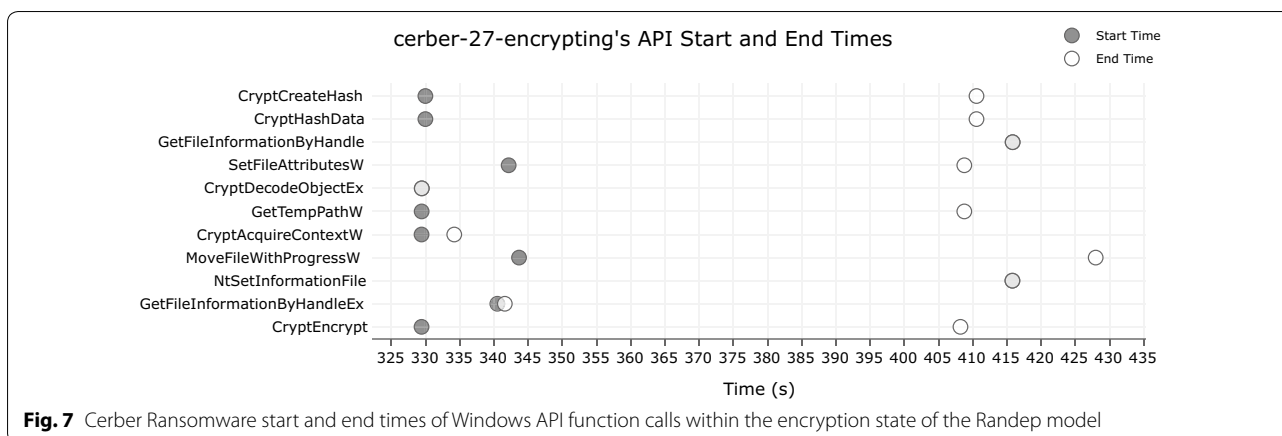 cerber-27-encrypting's API Start and End Times
Start Time
End Time
CryptCreateHash
CryptHashData
GetFileInformationByHandle
SetFileAttributesW
CryptDecodeObjectEx
GetTempPathW
CryptAcquireContextW
MoveFileWithProgressW
NtSetInformationFile
GetFileInformationByHandleEx
CryptEncrypt
325 330 335 340 345 350 355 360 365 370 375 380 385 390 395 400 405 410 415 420 425 430 435
Time (s)
Fig. 7 Cerber Ransomware start and end times of Windows API function calls within the encryption state of the Randep model